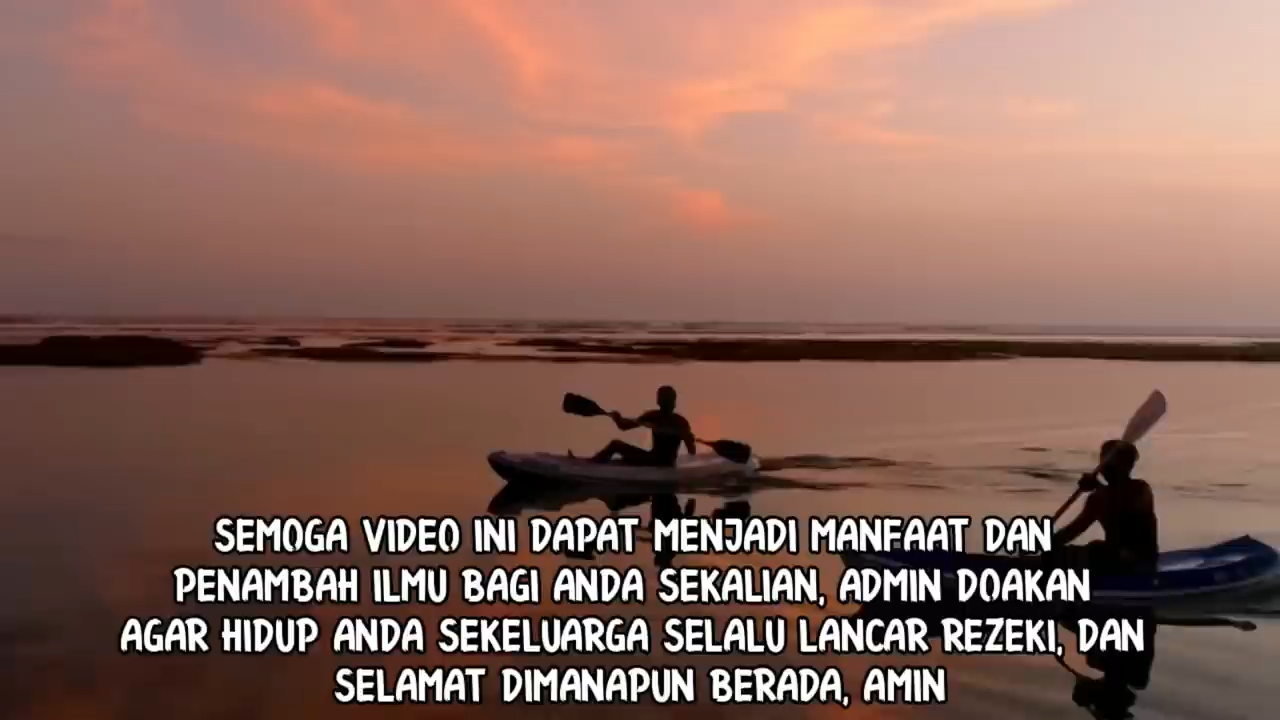 SEMOGA VIDEO INI DAPAT MENJADI MANFAAT DAN
PENAMBAH ILMU BAGI ANDA SEKALIAN, ADMIN DOAKAN
AGAR HIDUP ANDA SEKELUARGA SELALU LANCAR REZEKI, DAN
SELAMAT DIMANAPUN BERADA, AMIN